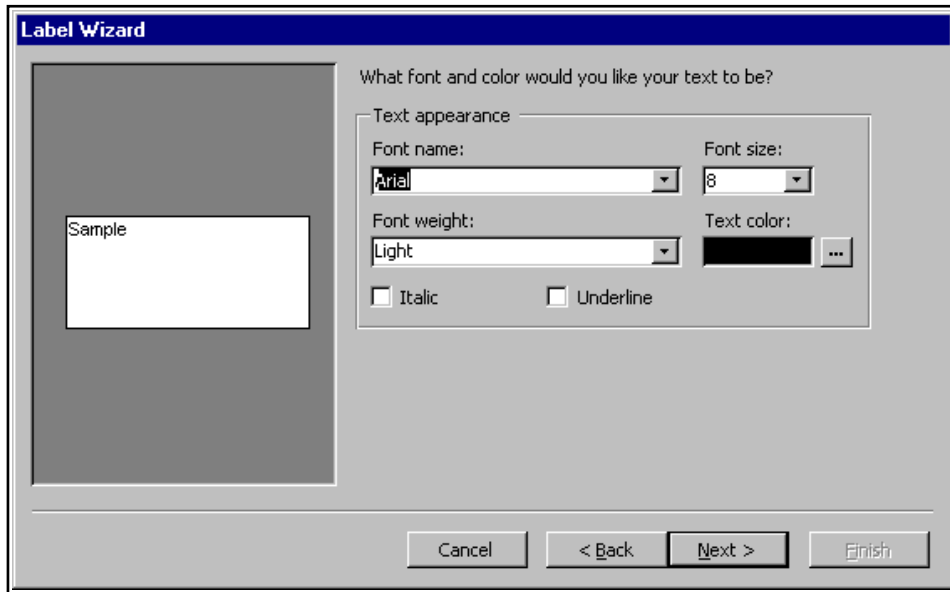 Label Wizard
What font and color would you like your text to be?
Text appearance
Font name: Font size:
Arial 8
Sample
Font weight: Text color:
Light ...
Italic Underline
Cancel < Back Next > Finish